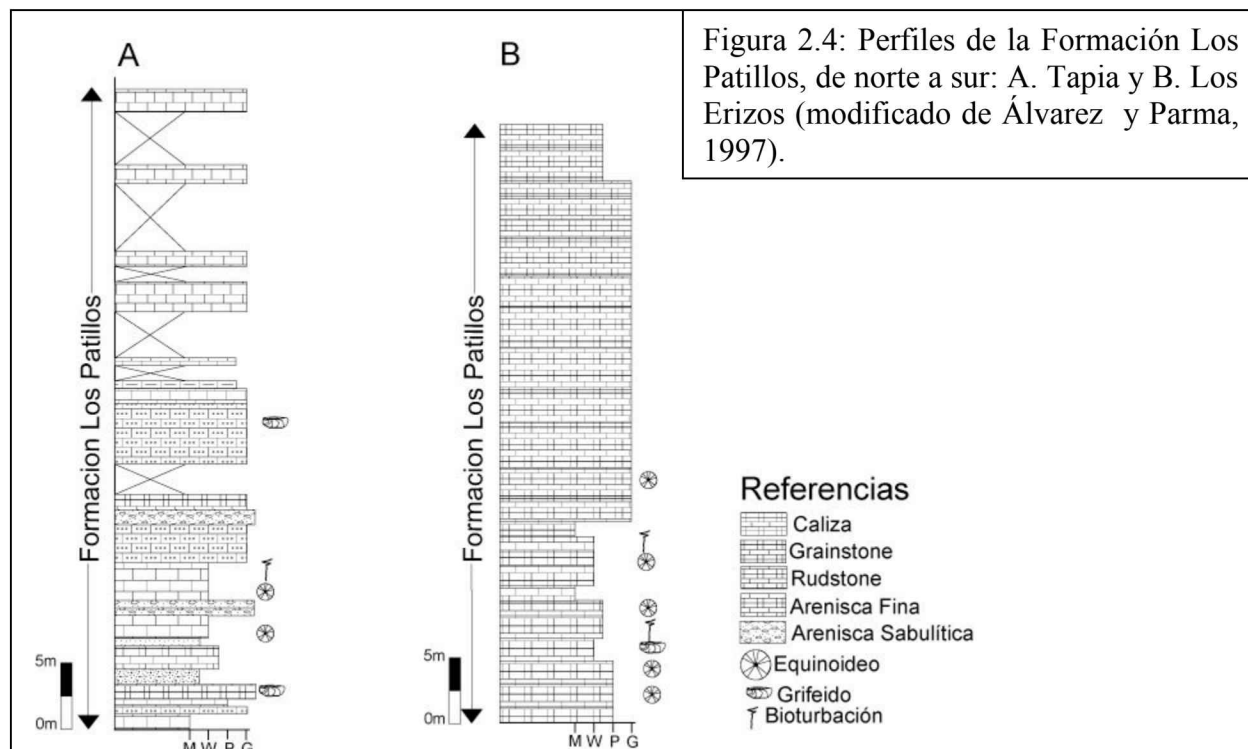 A
B
Figura 2.4: Perfiles de la Formación Los
Patillos, de norte a sur: A. Tapia y B. Los
Erizos (modificado de Álvarez y Parma,
1997).
Formacion Los Patillos
Formacion Los Patillos
5m
0m
M W P G
5m
0m
M W P G
Referencias
Caliza
Grainstone
Rudstone
Arenisca Fina
Arenisca Sabulítica
Equinoideo
Grifeido
Bioturbación